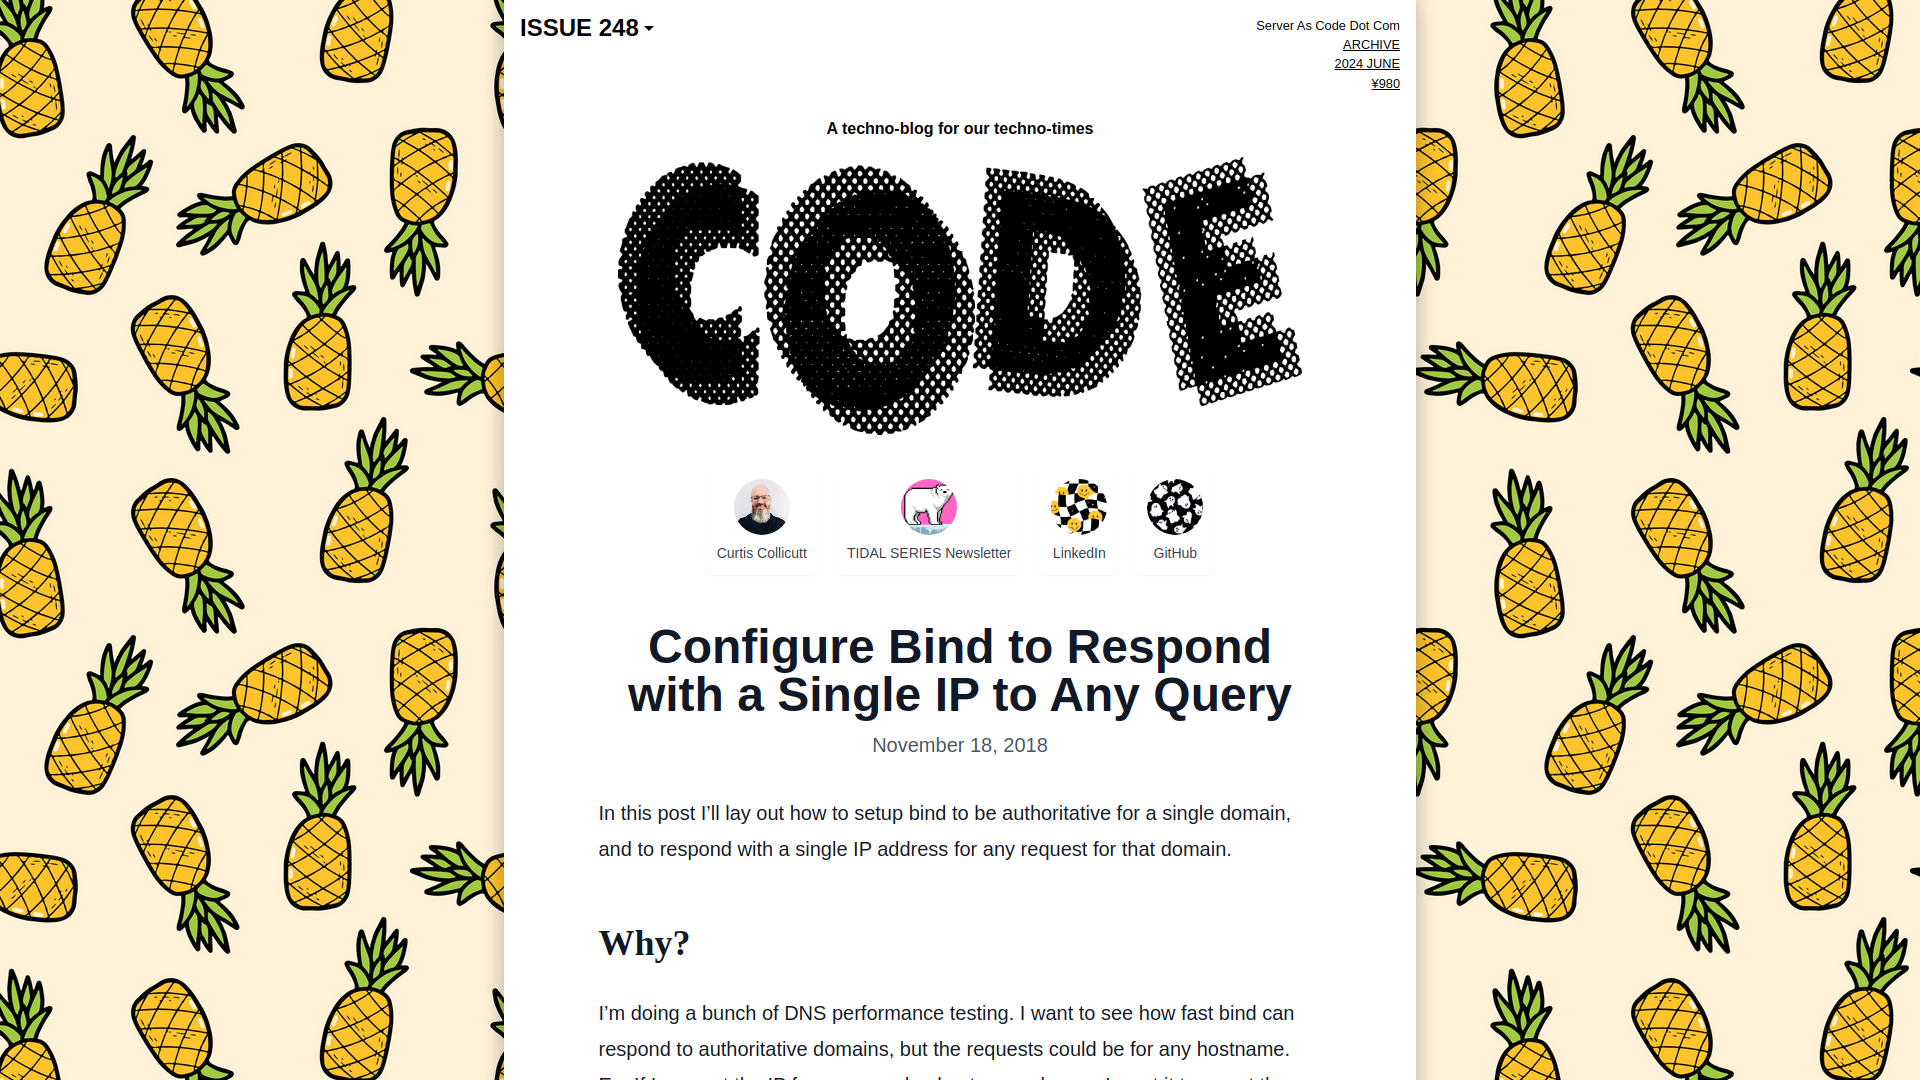 ISSUE 248
Server As Code Dot Com
ARCHIVE
2024 JUNE
¥980
A techno-blog for our techno-times
CODE
Curtis Collicutt
TIDAL SERIES Newsletter
LinkedIn
GitHub
Configure Bind to Respond
with a Single IP to Any Query
November 18, 2018
In this post I’ll lay out how to setup bind to be authoritative for a single domain,
and to respond with a single IP address for any request for that domain.
Why?
I’m doing a bunch of DNS performance testing. I want to see how fast bind can
respond to authoritative domains, but the requests could be for any hostname.